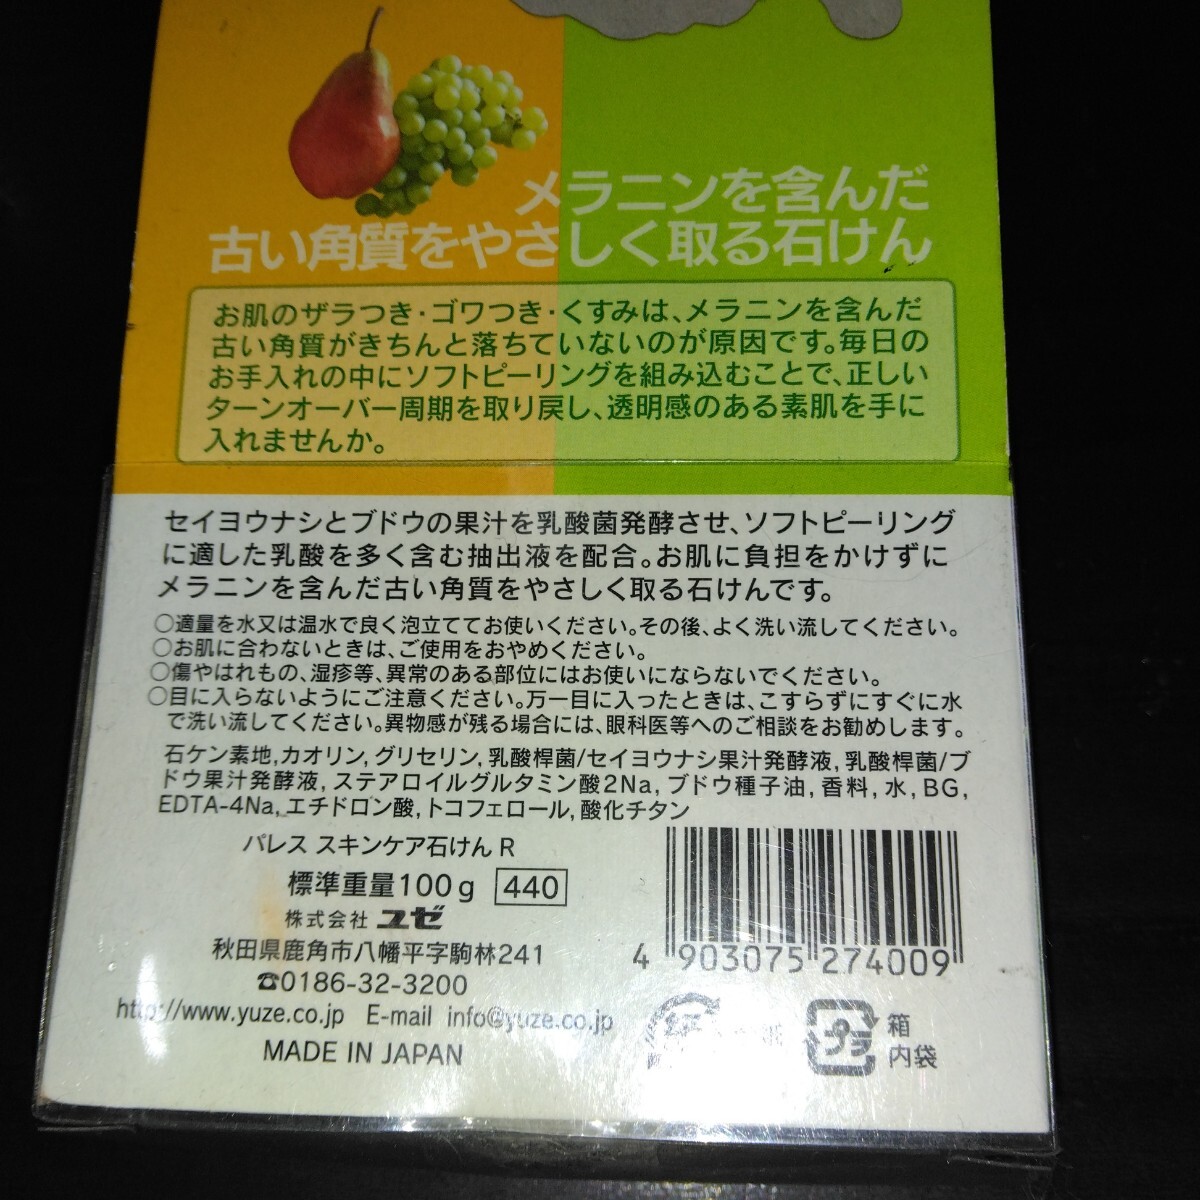 メラニンを含んだ
古い角質をやさしく取る石けん
お肌のザラつき・ゴワつき・くすみは、メラニンを含んだ
古い角質がきちんと落ちていないのが原因です。毎日の
お手入れの中にソフトピーリングを組み込むことで、正しい
ターンオーバー周期を取り戻し、透明感のある素肌を手に
入れませんか。
セイヨウナシとブドウの果汁を乳酸菌発酵させ、ソフトピーリング
に適した乳酸を多く含む抽出液を配合。お肌に負担をかけずに
メラニンを含んだ古い角質をやさしく取る石けんです。
○適量を水又は温水で良く泡立ててお使いください。その後、よく洗い流してください。
○お肌に合わないときは、ご使用をおやめください。
○傷やはれもの、湿疹等、異常のある部位にはお使いにならないでください。
○目に入らないようにご注意ください。万一目に入ったときは、こすらずにすぐに水
で洗い流してください。異物感が残る場合には、眼科医等へのご相談をお勧めします。
石ケン素地,カオリン,グリセリン,乳酸桿菌/セイヨウナシ果汁発酵液,乳酸桿菌/ブ
ドウ果汁発酵液,ステアロイルグルタミン酸2Na,ブドウ種子油,香料,水,BG,
EDTA-4Na,エチドロン酸,トコフェロール,酸化チタン
パレス スキンケア石けん R
標準重量100g 440
株式会社 ユゼ
秋田県鹿角市八幡平字駒林241
☎0186-32-3200
http://www.yuze.co.jp E-mail info@yuze.co.jp
MADE IN JAPAN
4 903075 274009
プラ
箱
内袋